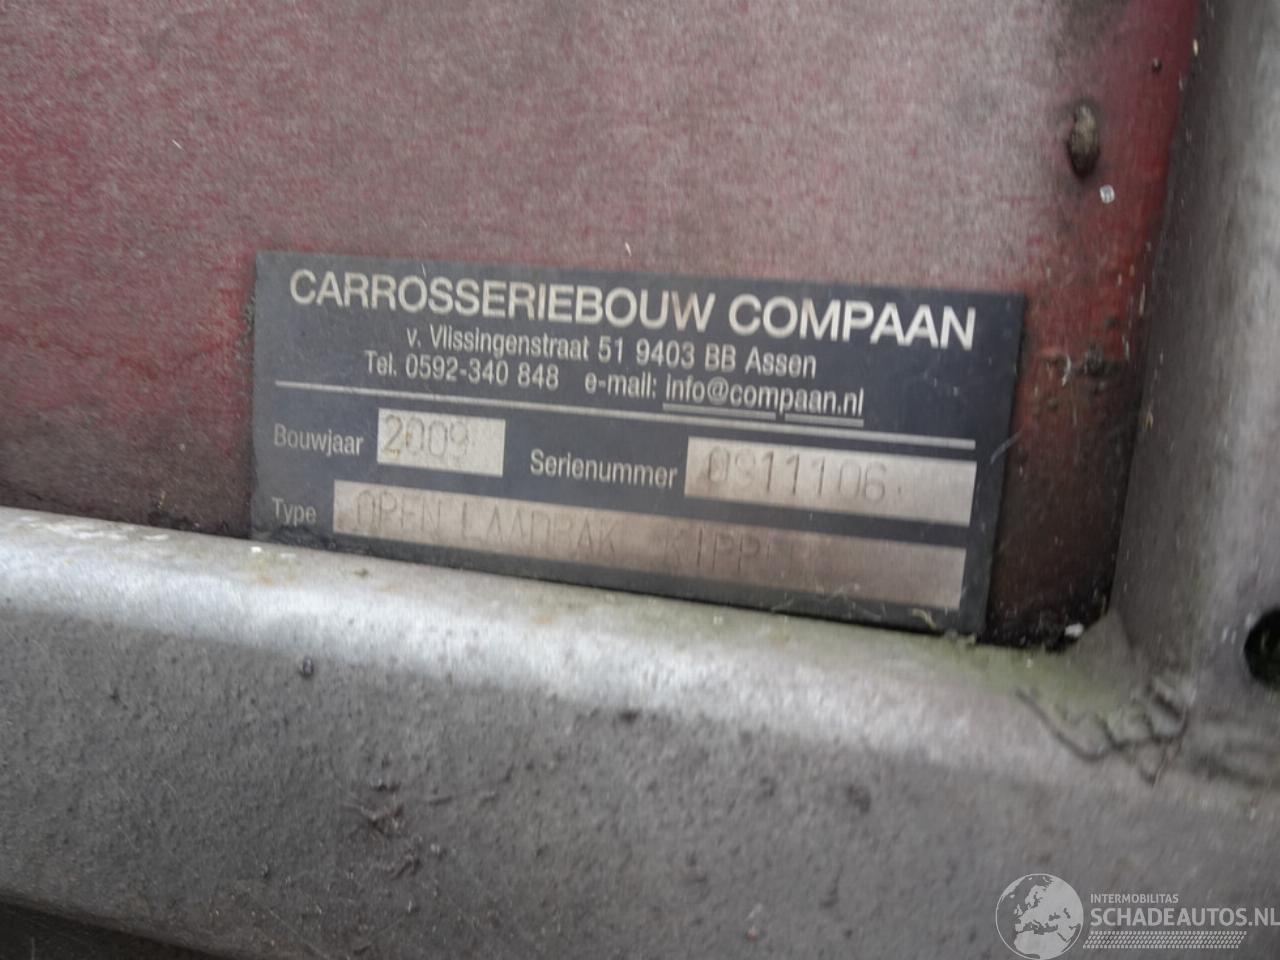 CARROSSERIEBOUW COMPAAN
v. Vlissingenstraat 51 9403 BB Assen
Tel. 0592-340 848 e-mail: info@compaan.nl
Bouwjaar 2009 Serienummer 0911106
Type OPEN LAADBAK
INTERMOBILITAS
SCHADEAUTOS.NL